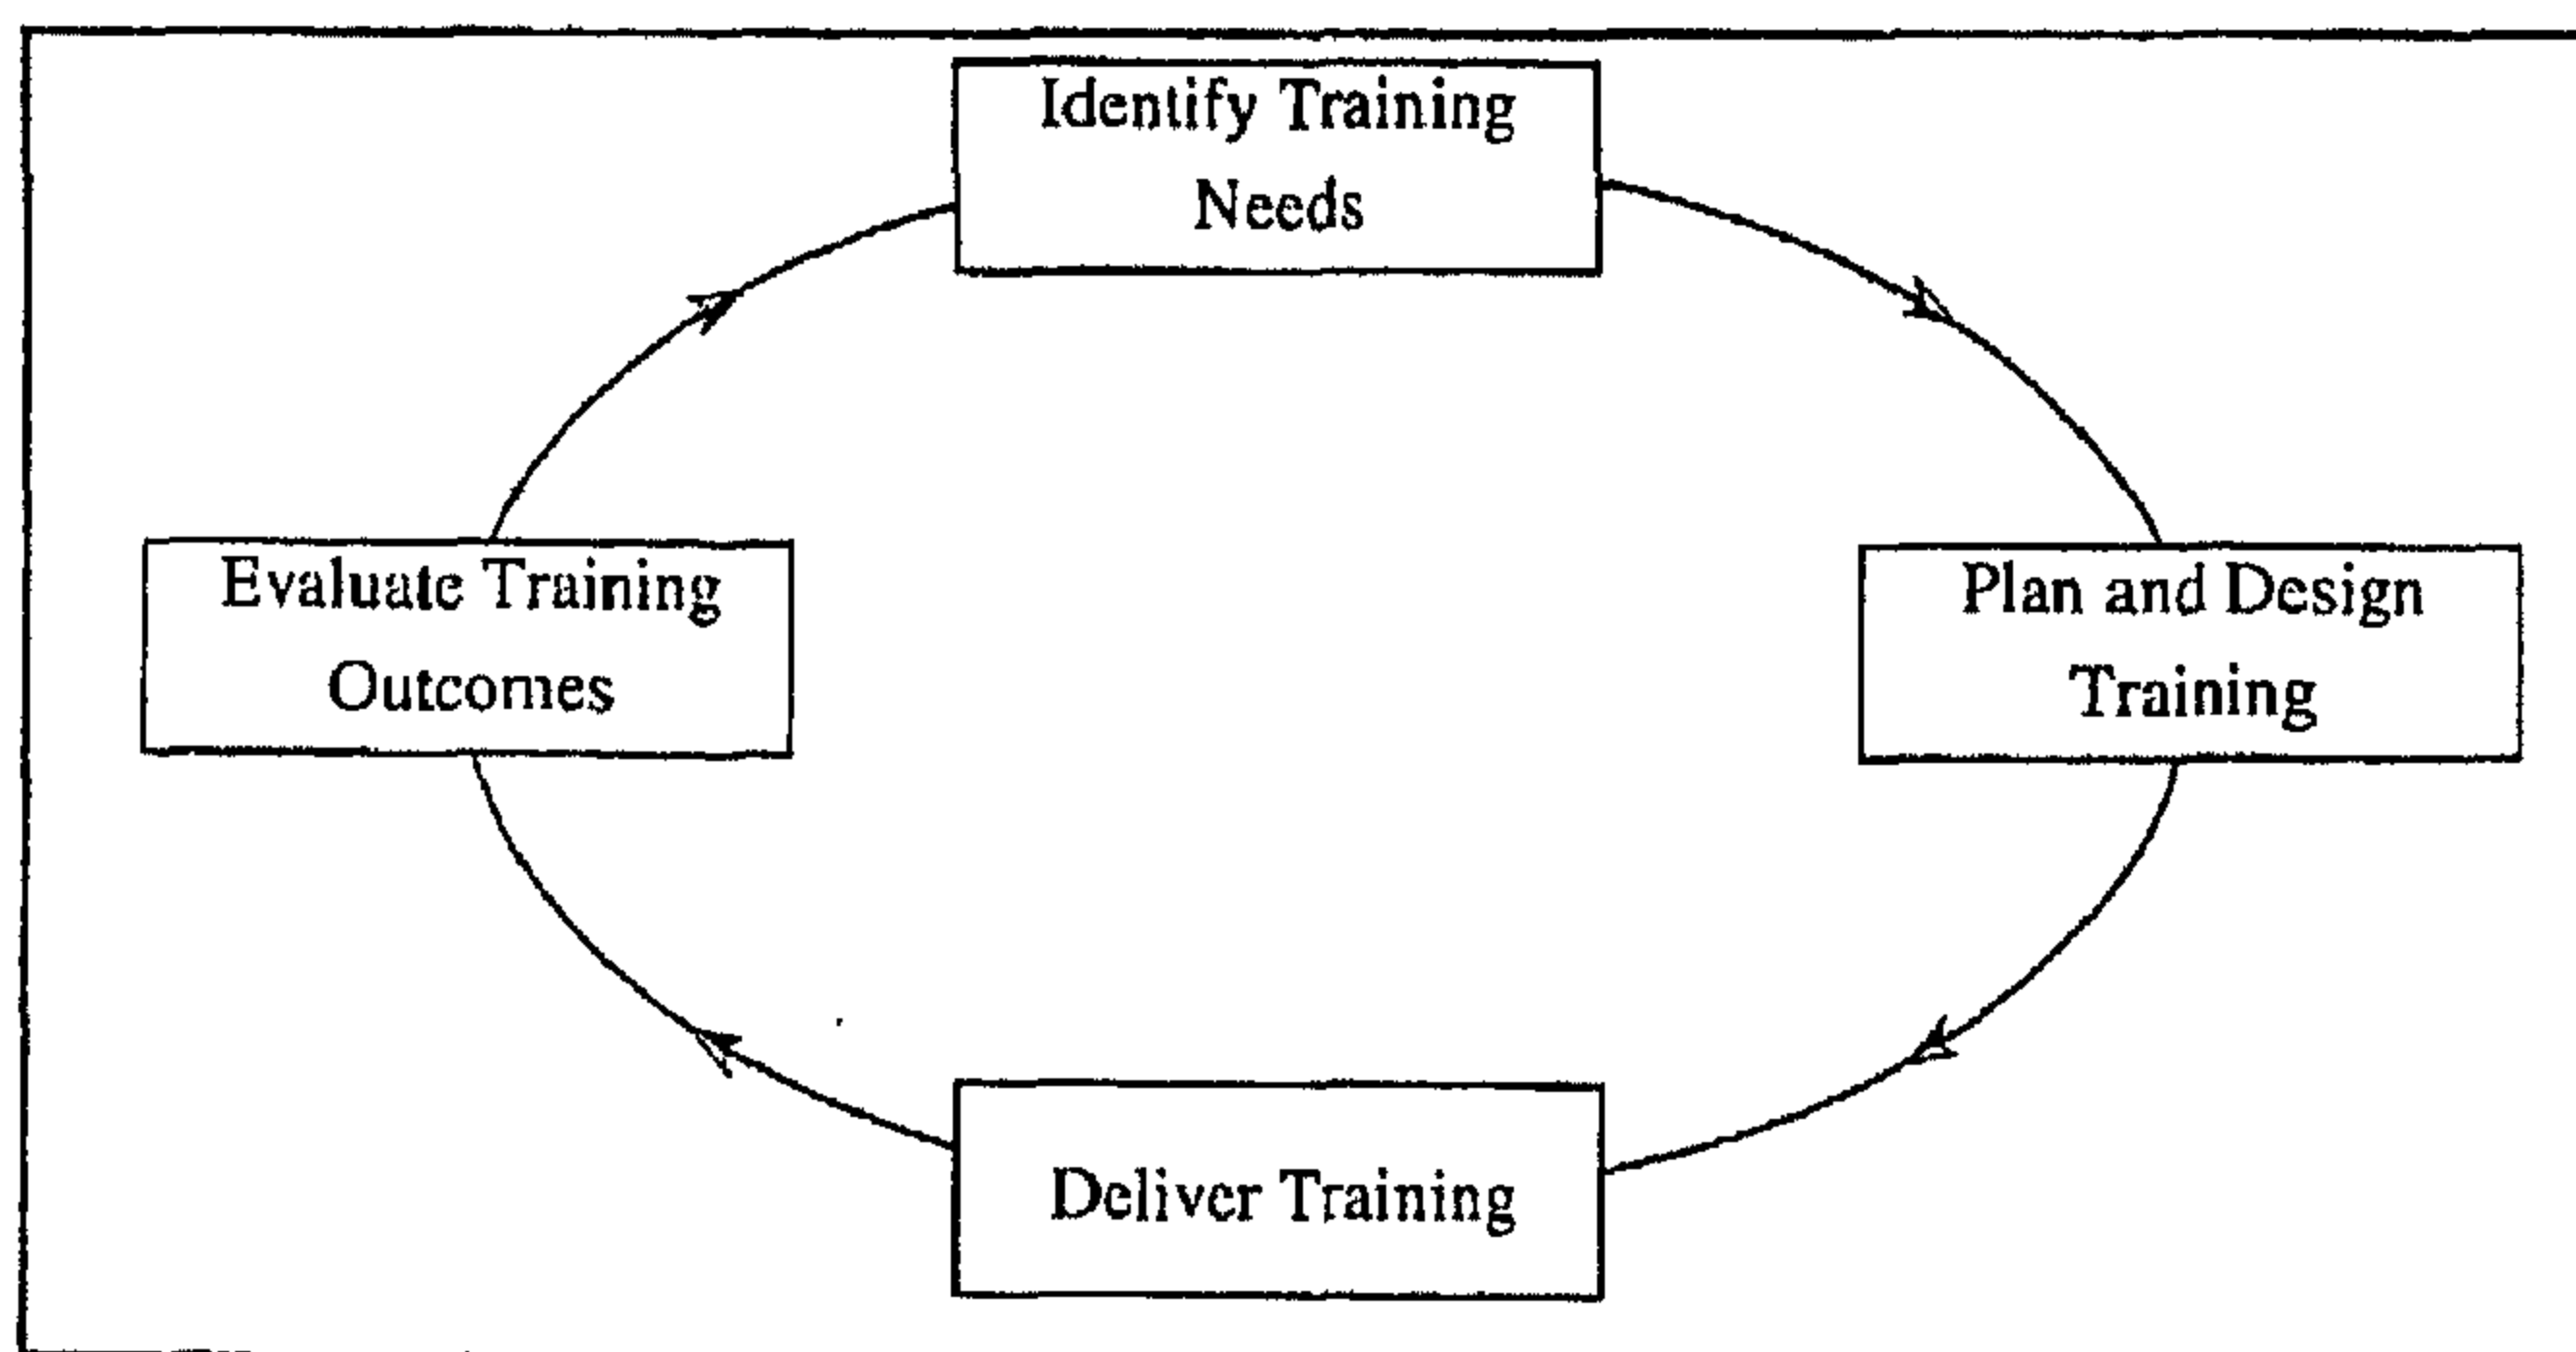 Identify Training
Needs
Plan and Design
Training
Deliver Training
Evaluate Training
Outcomes